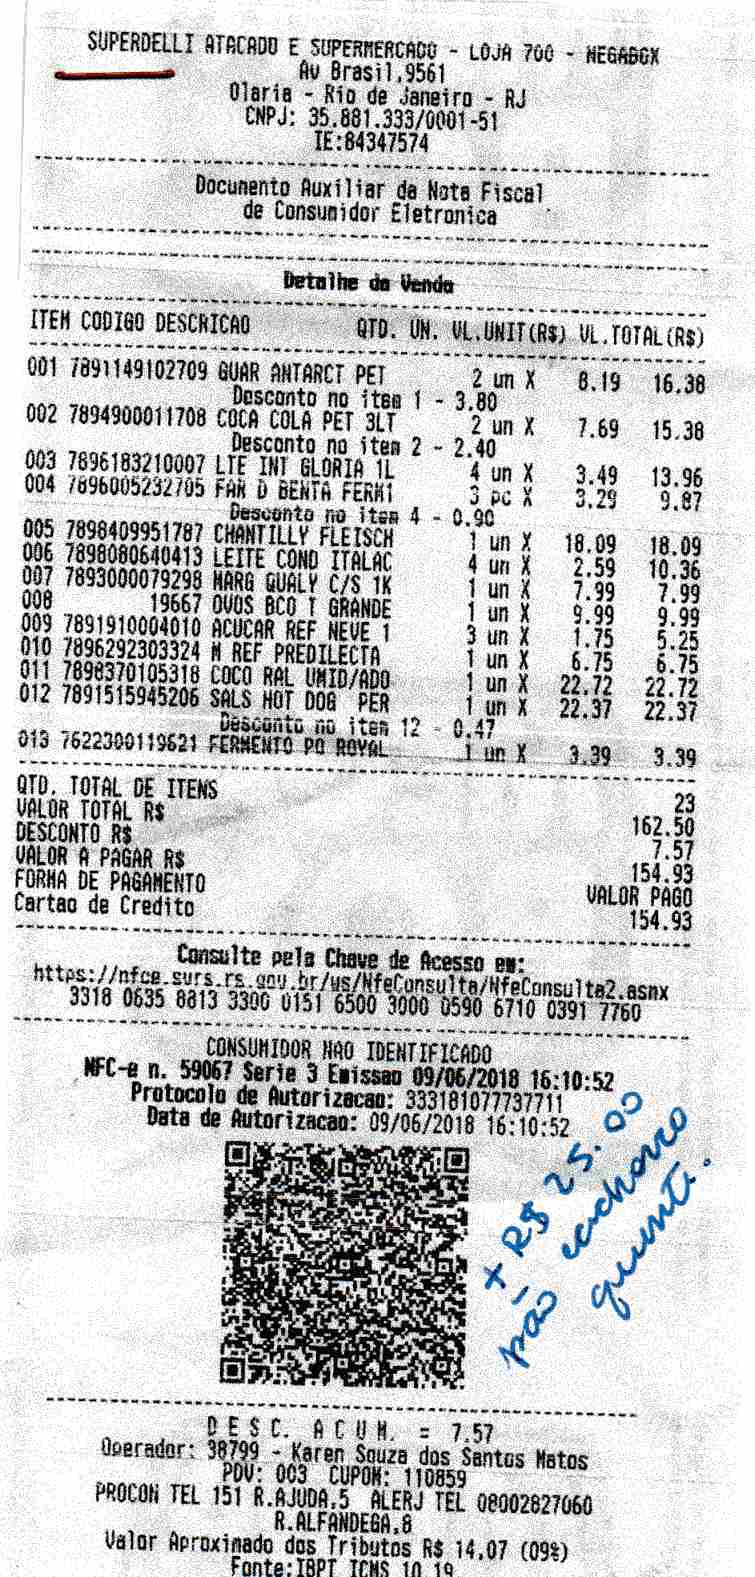 SUPERDELLI ATACADO E SUPERMERCADO - LOJA 700 - MEGABOX
Av Brasil,9561
Olaria - Rio de Janeiro - RJ
CNPJ: 35.881.333/0001-51
IE:84347574
Documento Auxiliar da Nota Fiscal
de Consumidor Eletronica
Detalhe da Venda
ITEM CODIGO DESCRICAO QTD. UN. VL.UNIT(R$) VL.TOTAL(R$)
001 7891149102709 GUAR ANTARCT PET 2 un X 8.19 16.38
Desconto no item 1 - 3.80
002 7894900011708 COCA COLA PET 3LT 2 un X 7.69 15.38
Desconto no item 2 - 2.40
003 7896183210007 LTE INT GLORIA 1L 4 un X 3.49 13.96
004 7896005232705 FAR D BENTA FERM1 3 pc X 3.29 9.87
Desconto no item 4 - 0.90
005 7898409951787 CHANTILLY FLEISCH 1 un X 18.09 18.09
006 7898080640413 LEITE COND ITALAC 4 un X 2.59 10.36
007 7893000079298 MARG QUALY C/S 1K 1 un X 7.99 7.99
008 19667 OVOS BCO T GRANDE 1 un X 9.99 9.99
009 7891910004010 ACUCAR REF NEVE 1 3 un X 1.75 5.25
010 7896292303324 M REF PREDILECTA 1 un X 6.75 6.75
011 7898370105318 COCO RAL UMID/ADO 1 un X 22.72 22.72
012 7891515945206 SALS HOT DOG PER 1 un X 22.37 22.37
Desconto no item 12 - 0.47
013 7622300119621 FERMENTO PO ROYAL 1 un X 3.39 3.39
QTD. TOTAL DE ITENS 23
VALOR TOTAL R$ 162.50
DESCONTO R$ 7.57
VALOR A PAGAR R$ 154.93
FORMA DE PAGAMENTO VALOR PAGO
Cartao de Credito 154.93
Consulte pela Chave de Acesso em:
https://nfce.svrs.rs.gov.br/ws/NfeConsulta/NfeConsulta2.asmx
3318 0635 8813 3300 0151 6500 3000 0590 6710 0391 7760
CONSUMIDOR NAO IDENTIFICADO
NFC-e n. 59067 Serie 3 Emissao 09/06/2018 16:10:52
Protocolo de Autorizacao: 333181077737711
Data de Autorizacao: 09/06/2018 16:10:52
+ R$ 25.00
pão cachorro
quente.
DESC. ACUM. = 7.57
Operador: 38799 - Karen Souza dos Santos Matos
PDV: 003 CUPOM: 110859
PROCON TEL 151 R.AJUDA,5 ALERJ TEL 08002827060
R.ALFANDEGA,8
Valor Aproximado dos Tributos R$ 14,07 (09%)
Fonte:IBPT ICMS 10,19